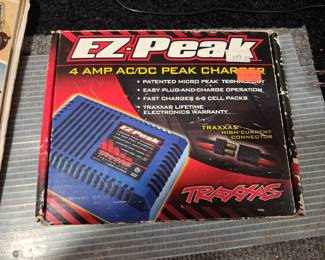 EZ-Peak
4 AMP AC/DC PEAK CHARGER
• PATENTED MICRO PEAK TECHNOLOGY
• EASY PLUG-AND-CHARGE OPERATION
• FAST CHARGES 5-8 CELL PACKS
• TRAXXAS LIFETIME
ELECTRONICS WARRANTY
EZ-Peak
TRAXXAS
HIGH-CURRENT
CONNECTOR
TRAXXAS